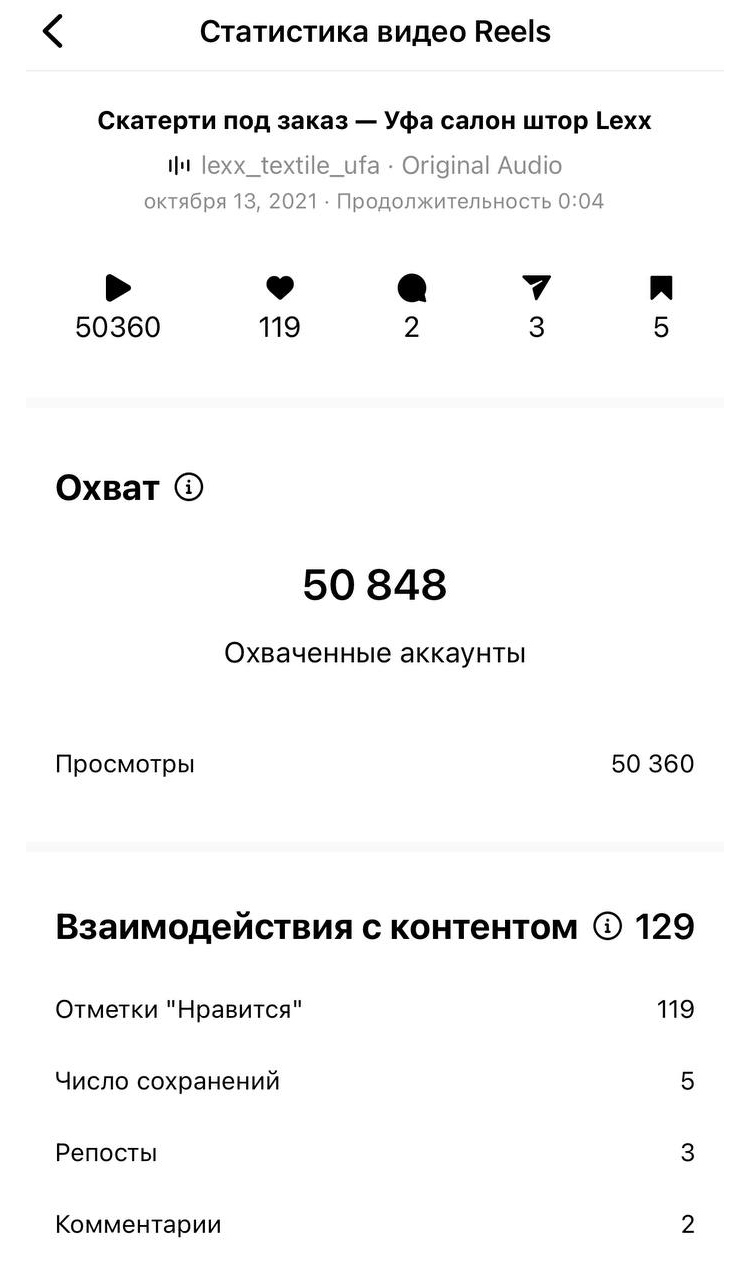 Статистика видео Reels
Скатерти под заказ — Уфа салон штор Lexx
lexx_textile_ufa · Original Audio
октября 13, 2021 · Продолжительность 0:04
50360 119 2 3 5
Охват
50 848
Охваченные аккаунты
Просмотры 50 360
Взаимодействия с контентом 129
Отметки "Нравится" 119
Число сохранений 5
Репосты 3
Комментарии 2